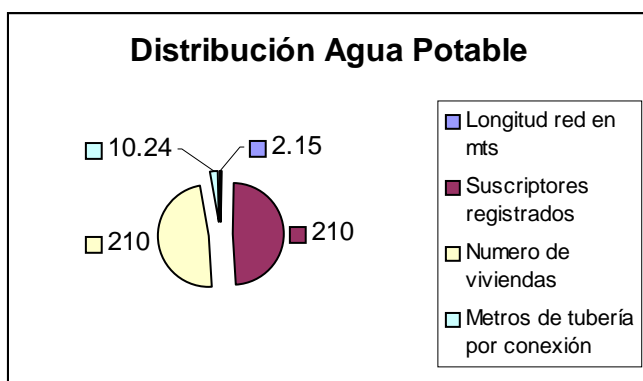 Distribución Agua Potable
10.24
2.15
210
210
Longitud red en
mts
Suscriptores
registrados
Numero de
viviendas
Metros de tubería
por conexión